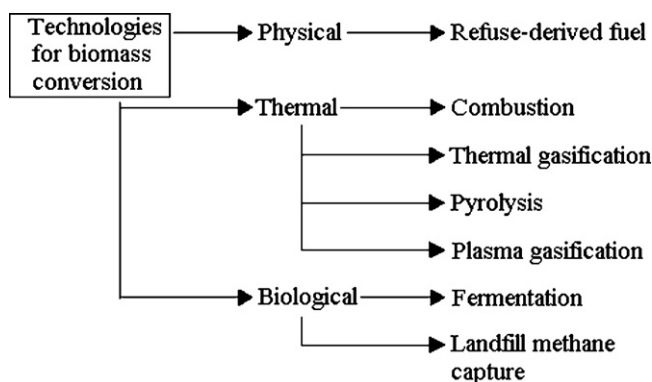 Technologies
for biomass
conversion
Physical
Refuse-derived fuel
Thermal
Combustion
Thermal gasification
Pyrolysis
Plasma gasification
Biological
Fermentation
Landfill methane
capture